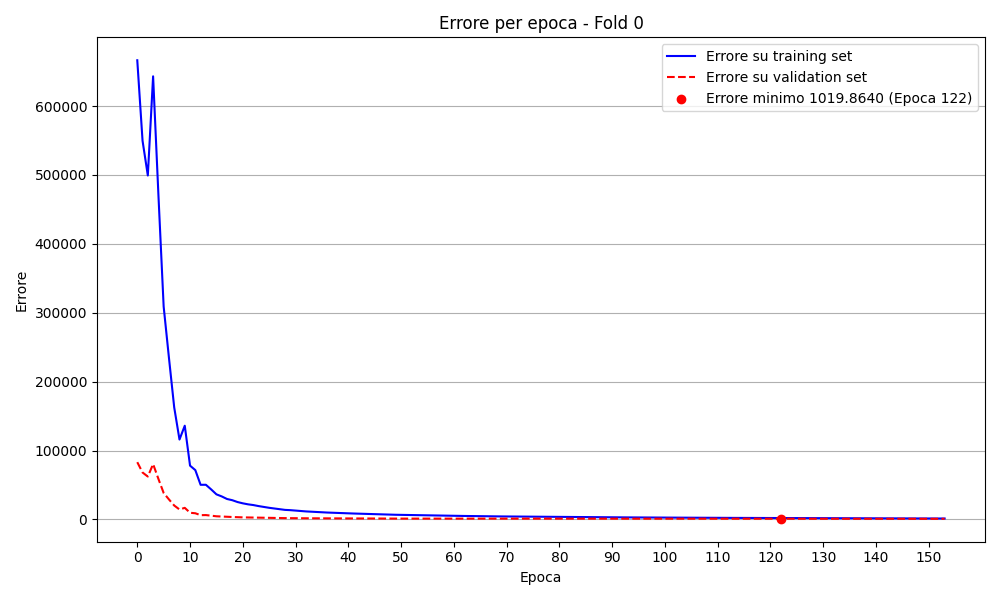 Errore per epoca - Fold 0
Errore su training set
Errore su validation set
Errore minimo 1019.8640 (Epoca 122)
Errore
600000
500000
400000
300000
200000
100000
0
0 10 20 30 40 50 60 70 80 90 100 110 120 130 140 150
Epoca